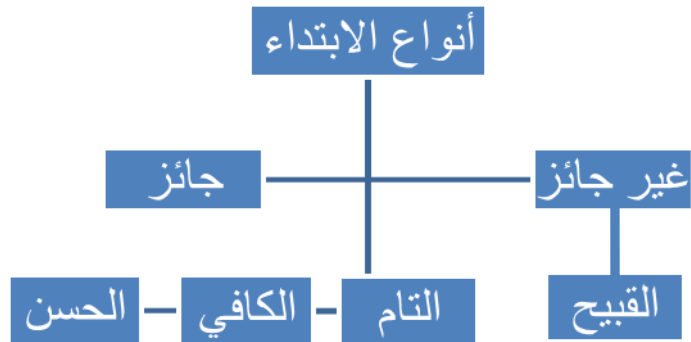 أنواع الابتداء
غير جائز
جائز
القبيح
التام
الكافي
الحسن